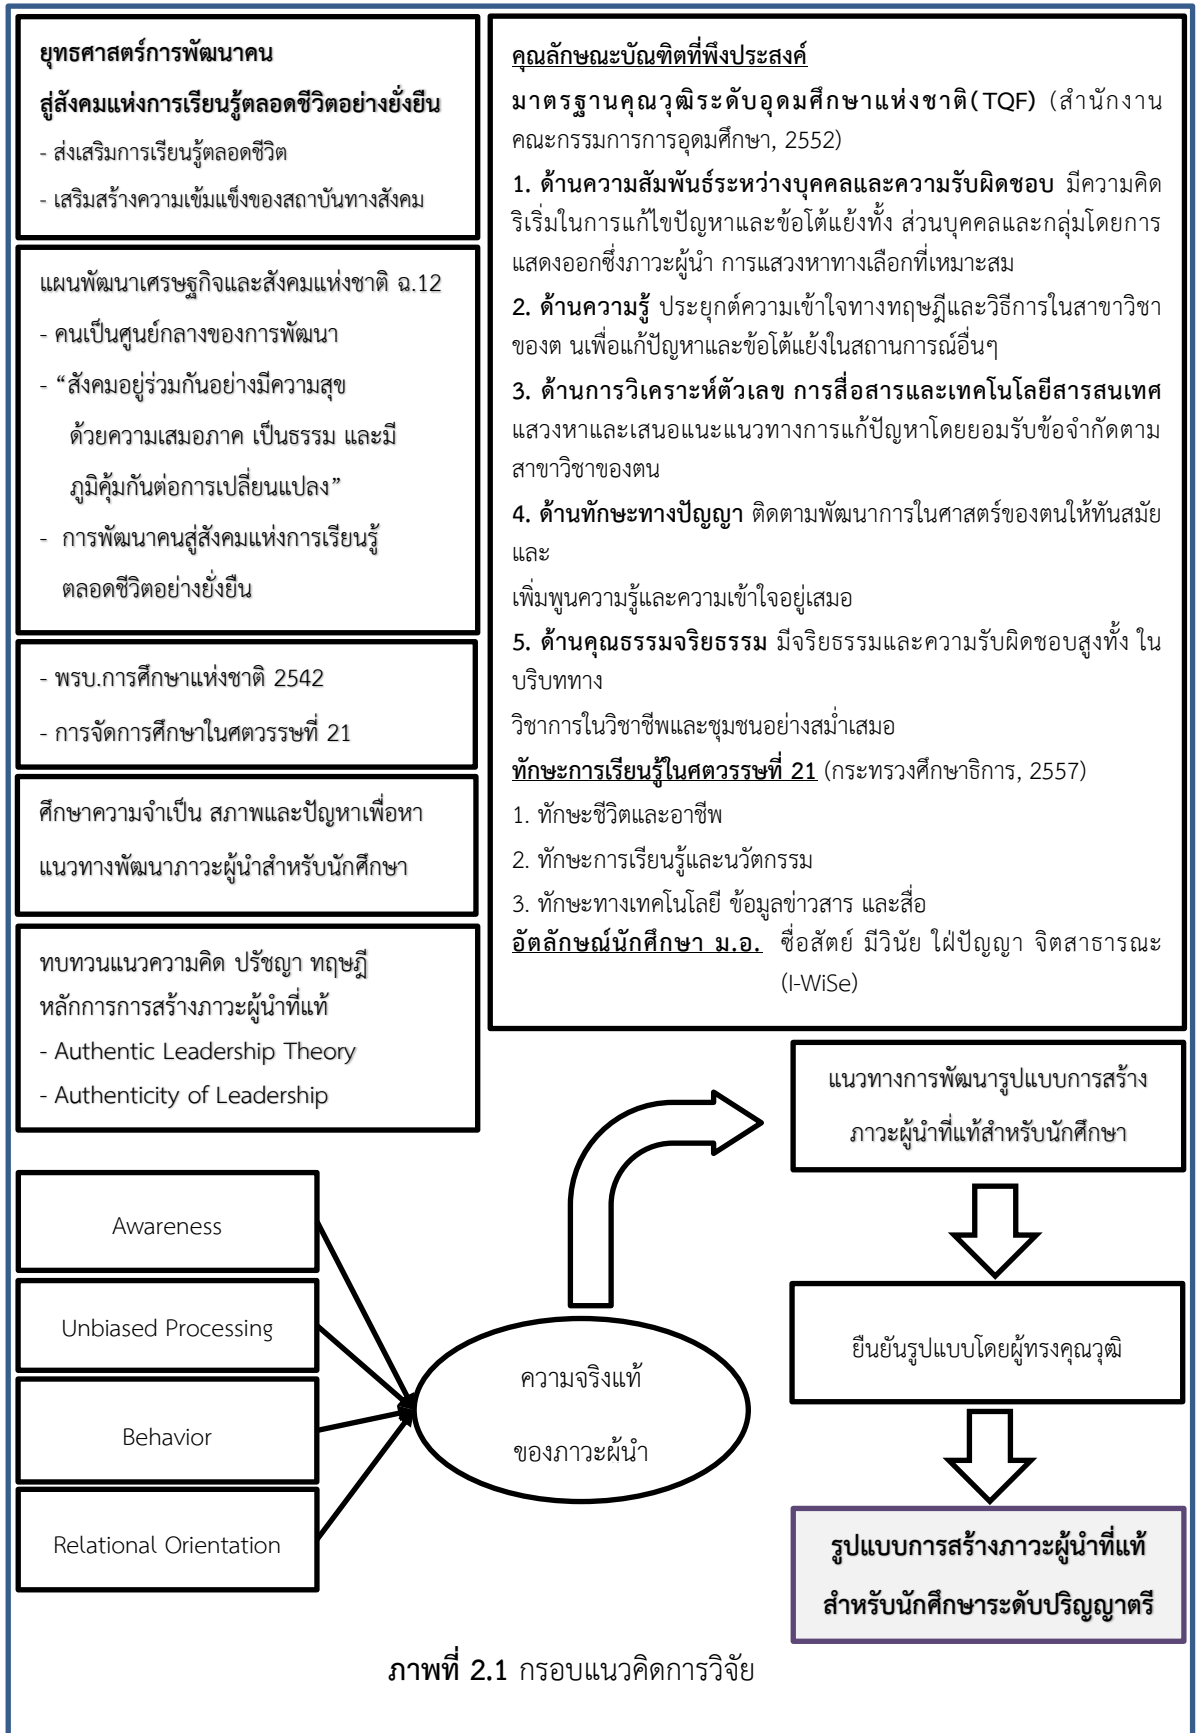 ยุทธศาสตร์การพัฒนาคน
สู่สังคมแห่งการเรียนรู้ตลอดชีวิตอย่างยั่งยืน
- ส่งเสริมการเรียนรู้ตลอดชีวิต
- เสริมสร้างความเข้มแข็งของสถาบันทางสังคม
แผนพัฒนาเศรษฐกิจและสังคมแห่งชาติ ฉ.12
- คนเป็นศูนย์กลางของการพัฒนา
- “สังคมอยู่ร่วมกันอย่างมีความสุข
ด้วยความเสมอภาค เป็นธรรม และมี
ภูมิคุ้มกันต่อการเปลี่ยนแปลง”
- การพัฒนาคนสู่สังคมแห่งการเรียนรู้
ตลอดชีวิตอย่างยั่งยืน
- พรบ.การศึกษาแห่งชาติ 2542
- การจัดการศึกษาในศตวรรษที่ 21
ศึกษาความจำเป็น สภาพและปัญหาเพื่อหา
แนวทางพัฒนาภาวะผู้นำสำหรับนักศึกษา
ทบทวนแนวความคิด ปรัชญา ทฤษฎี
หลักการการสร้างภาวะผู้นำที่แท้
- Authentic Leadership Theory
- Authenticity of Leadership
คุณลักษณะบัณฑิตที่พึงประสงค์
มาตรฐานคุณวุฒิระดับอุดมศึกษาแห่งชาติ(TQF) (สำนักงาน
คณะกรรมการการอุดมศึกษา, 2552)
1. ด้านความสัมพันธ์ระหว่างบุคคลและความรับผิดชอบ มีความคิด
ริเริ่มในการแก้ไขปัญหาและข้อโต้แย้งทั้ง ส่วนบุคคลและกลุ่มโดยการ
แสดงออกซึ่งภาวะผู้นำ การแสวงหาทางเลือกที่เหมาะสม
2. ด้านความรู้ ประยุกต์ความเข้าใจทางทฤษฎีและวิธีการในสาขาวิชา
ของต นเพื่อแก้ปัญหาและข้อโต้แย้งในสถานการณ์อื่นๆ
3. ด้านการวิเคราะห์ตัวเลข การสื่อสารและเทคโนโลยีสารสนเทศ
แสวงหาและเสนอแนะแนวทางการแก้ปัญหาโดยยอมรับข้อจำกัดตาม
สาขาวิชาของตน
4. ด้านทักษะทางปัญญา ติดตามพัฒนาการในศาสตร์ของตนให้ทันสมัย
และ
เพิ่มพูนความรู้และความเข้าใจอยู่เสมอ
5. ด้านคุณธรรมจริยธรรม มีจริยธรรมและความรับผิดชอบสูงทั้ง ใน
บริบททาง
วิชาการในวิชาชีพและชุมชนอย่างสม่ำเสมอ
ทักษะการเรียนรู้ในศตวรรษที่ 21 (กระทรวงศึกษาธิการ, 2557)
1. ทักษะชีวิตและอาชีพ
2. ทักษะการเรียนรู้และนวัตกรรม
3. ทักษะทางเทคโนโลยี ข้อมูลข่าวสาร และสื่อ
อัตลักษณ์นักศึกษา ม.อ. ซื่อสัตย์ มีวินัย ใฝ่ปัญญา จิตสาธารณะ
(I-WiSe)
Awareness
Unbiased Processing
Behavior
Relational Orientation
ความจริงแท้
ของภาวะผู้นำ
แนวทางการพัฒนารูปแบบการสร้าง
ภาวะผู้นำที่แท้สำหรับนักศึกษา
ยืนยันรูปแบบโดยผู้ทรงคุณวุฒิ
รูปแบบการสร้างภาวะผู้นำที่แท้
สำหรับนักศึกษาระดับปริญญาตรี
ภาพที่ 2.1 กรอบแนวคิดการวิจัย